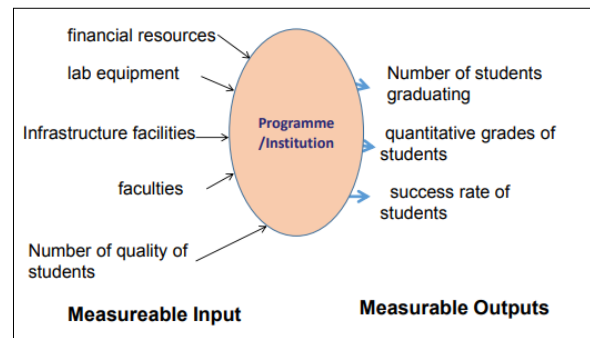 financial resources
lab equipment
Infrastructure facilities
faculties
Number of quality of
students
Programme
/Institution
Number of students
graduating
quantitative grades of
students
success rate of
students
Measureable Input
Measurable Outputs